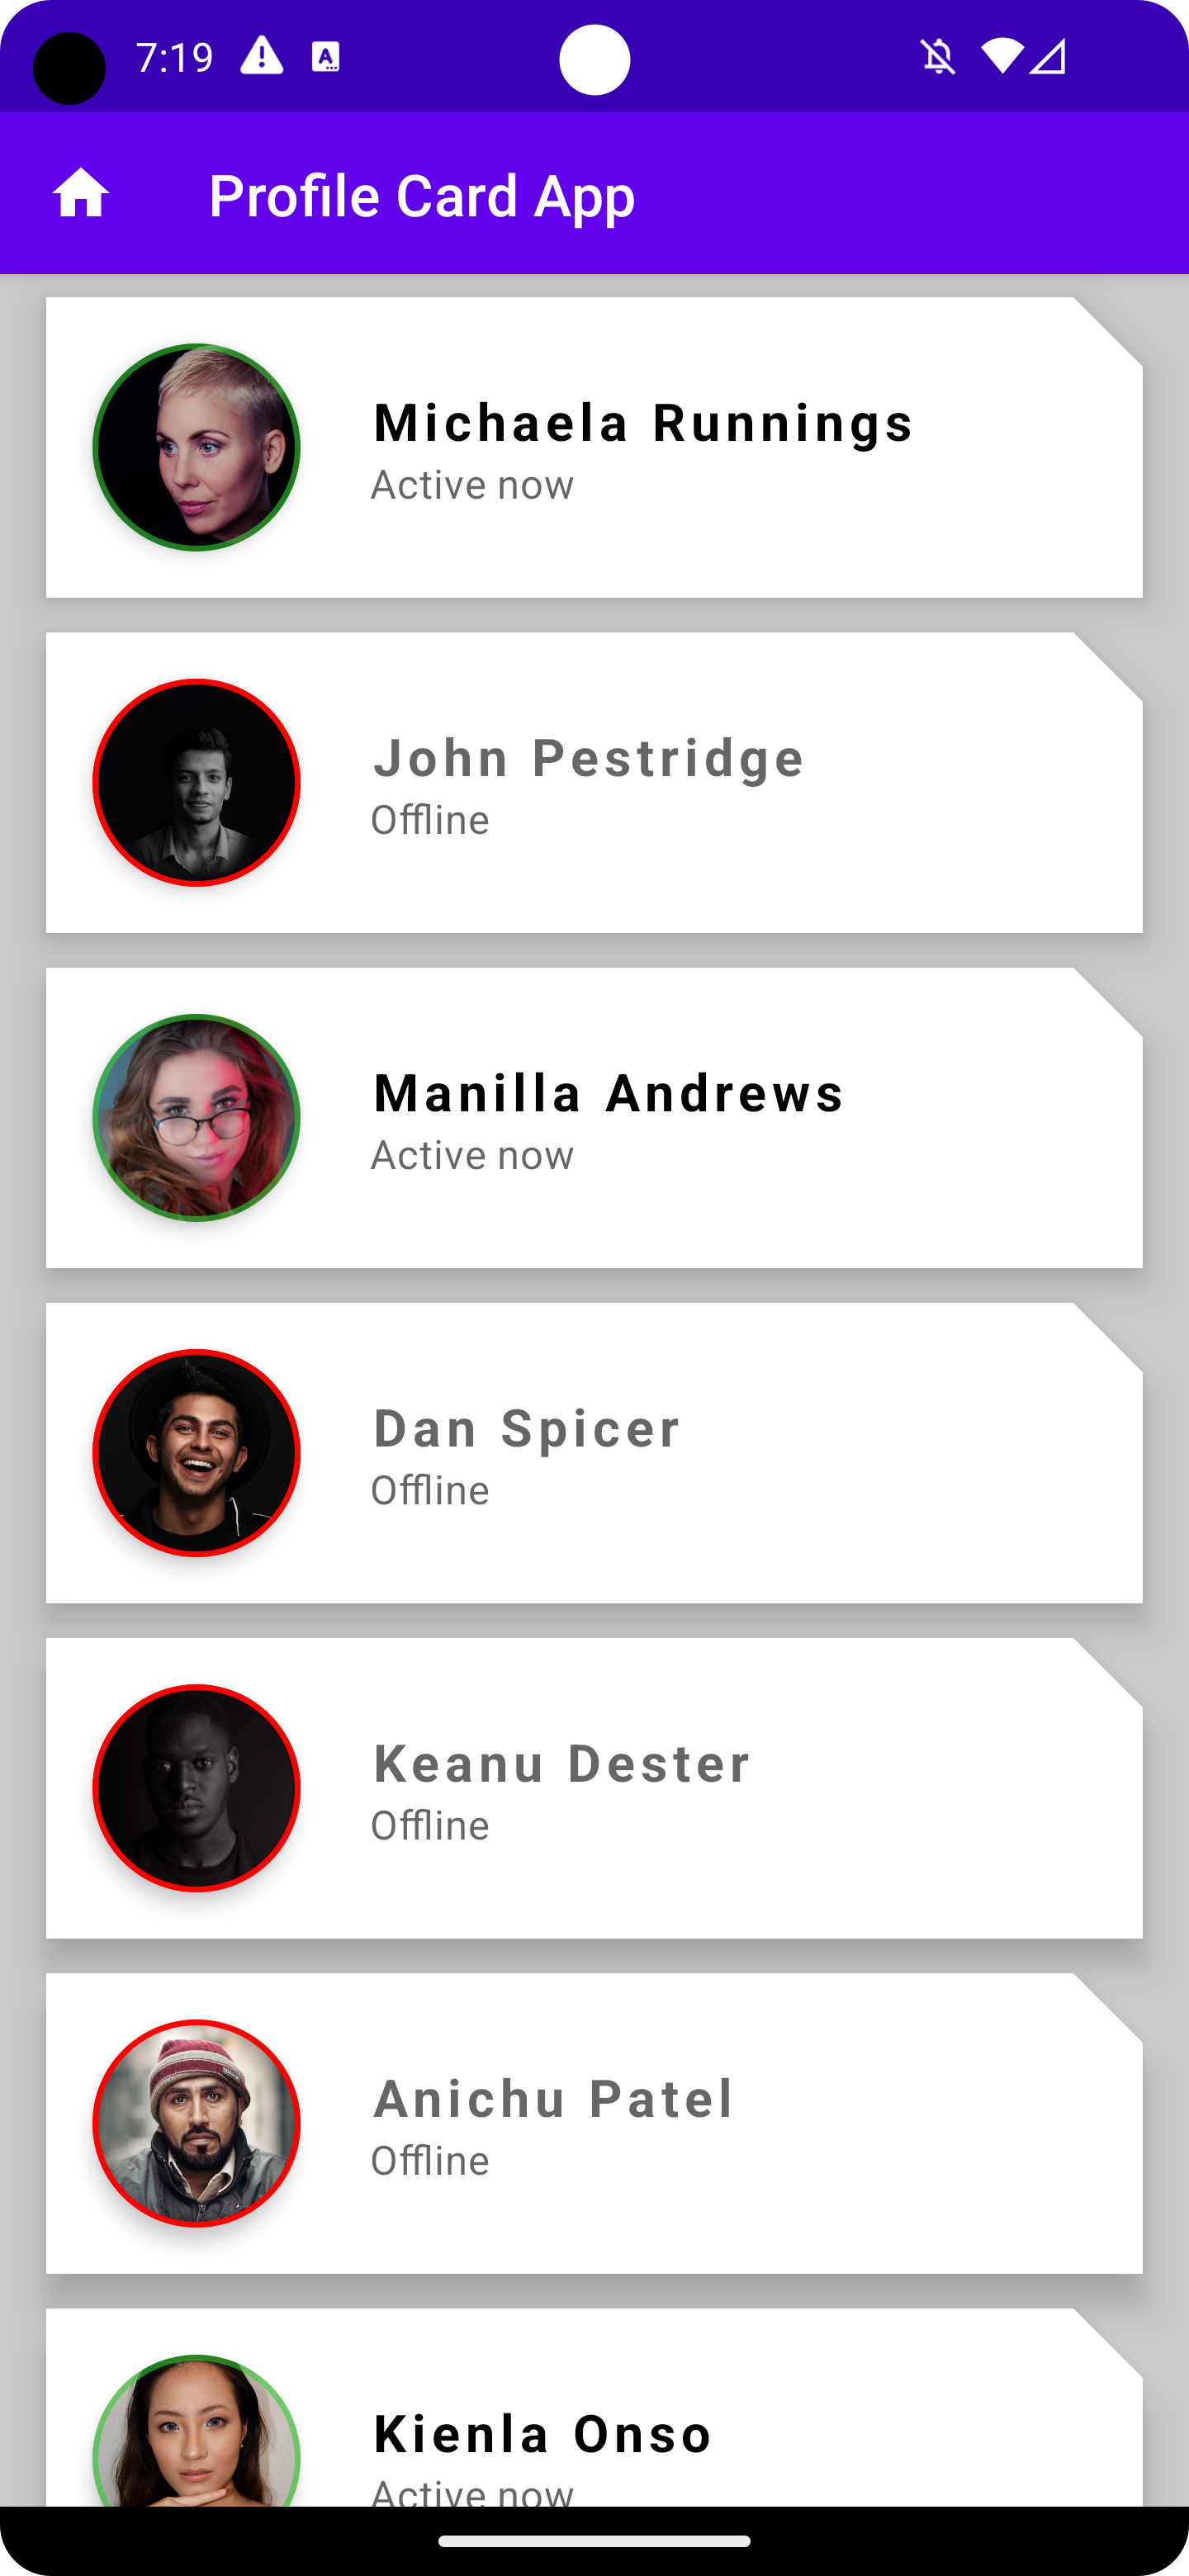 7:19
Profile Card App
Michaela Runnings
Active now
John Pestridge
Offline
Manilla Andrews
Active now
Dan Spicer
Offline
Keanu Dester
Offline
Anichu Patel
Offline
Kienla Onso
Active now